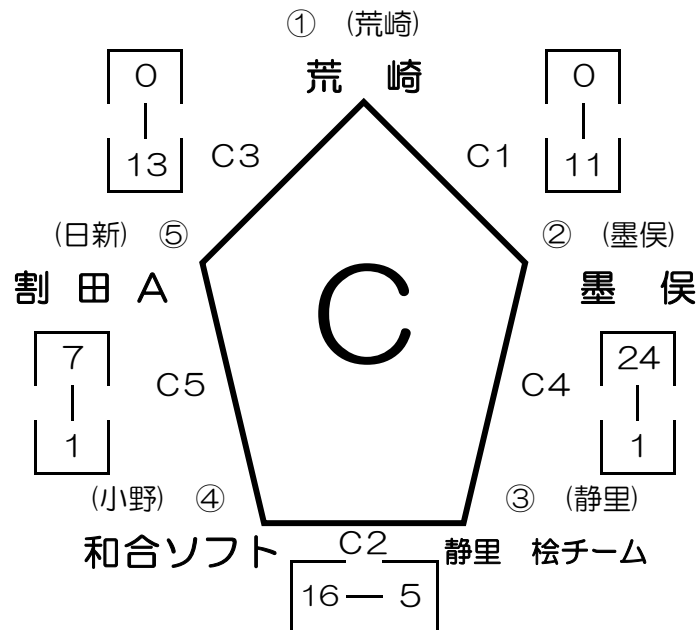 ① (荒崎)
荒 崎
0
|
13
C3
C1
0
|
11
(日新) ⑤
② (墨俣)
割 田 A
墨 俣
C
7
|
1
C5
C4
24
|
1
(小野) ④
③ (静里)
和合ソフト
C2
静里 桧チーム
16 — 5